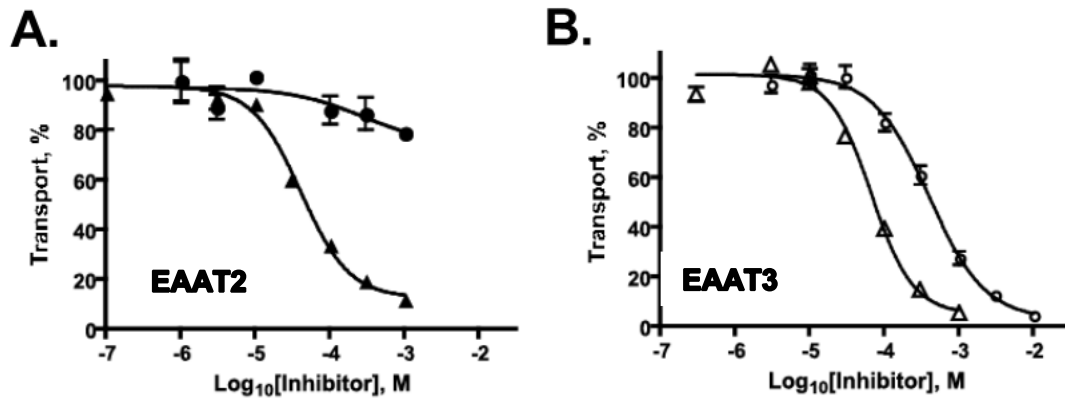 A.
Transport, %
100
80
60
40
20
0
EAAT2
-7 -6 -5 -4 -3 -2
Log10[Inhibitor], M
B.
Transport, %
100
80
60
40
20
0
EAAT3
-7 -6 -5 -4 -3 -2
Log10[Inhibitor], M